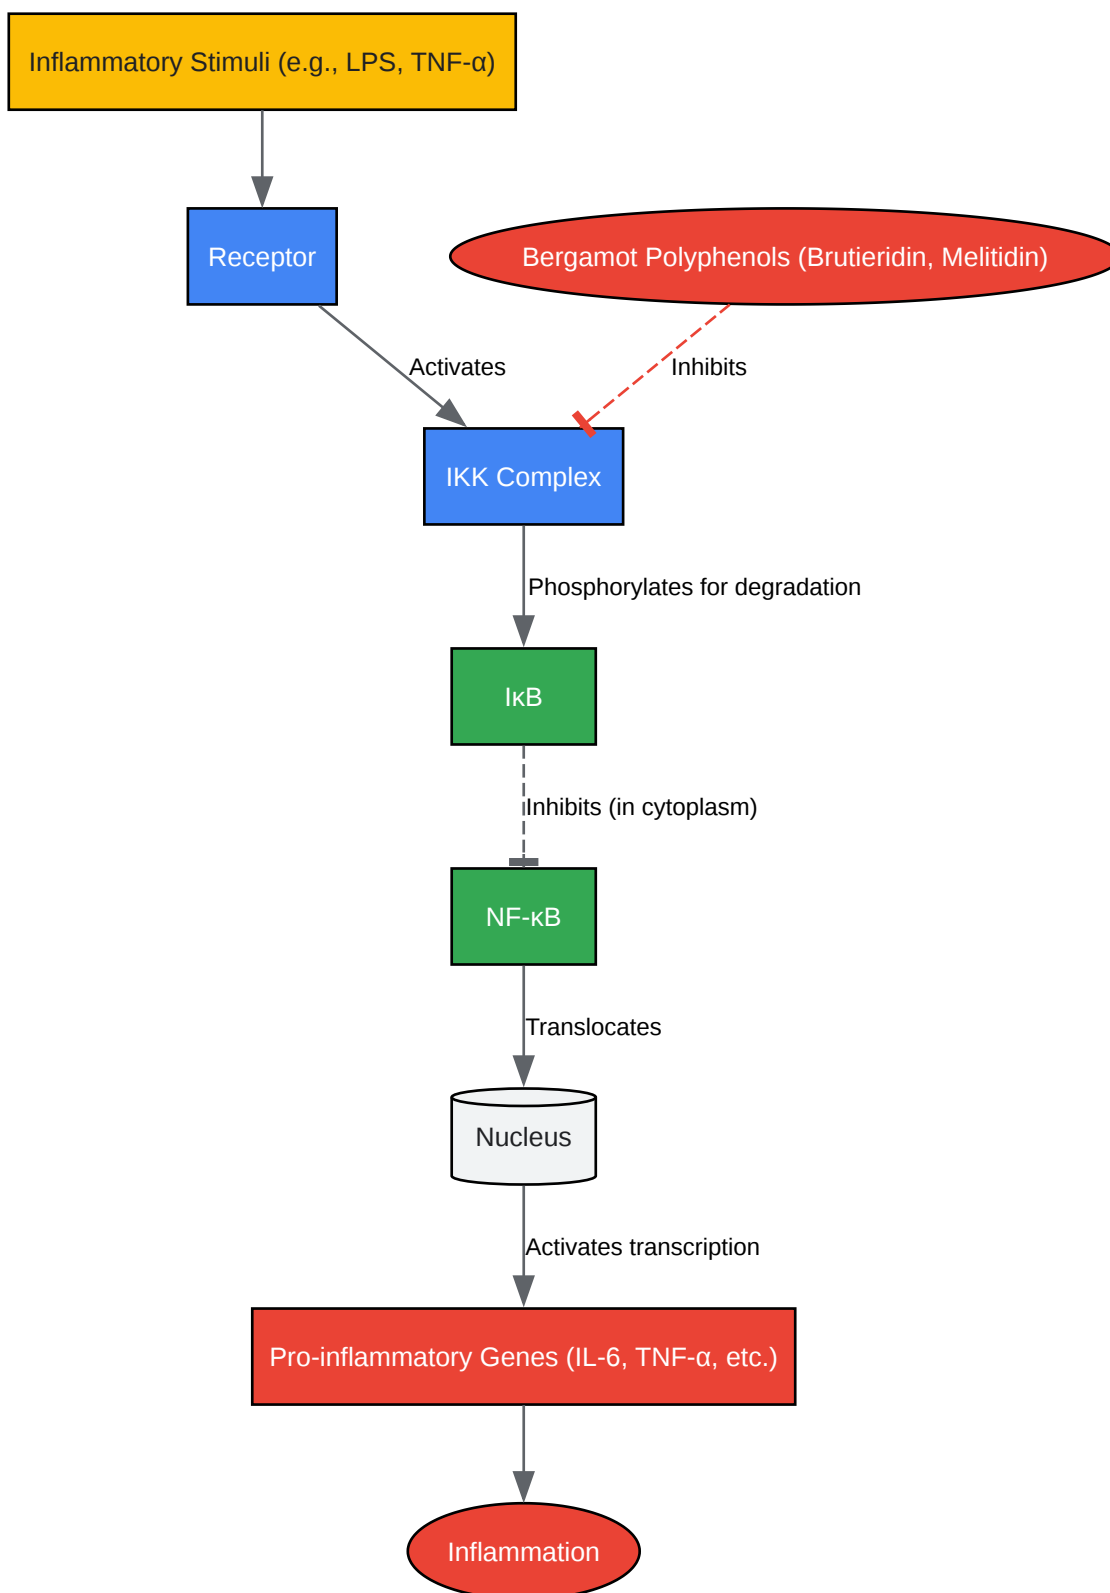 Inflammatory Stimuli (e.g., LPS, TNF-α)
Receptor
Bergamot Polyphenols (Brutieridin, Melitidin)
Activates
Inhibits
IKK Complex
Phosphorylates for degradation
IκB
Inhibits (in cytoplasm)
NF-κB
Translocates
Nucleus
Activates transcription
Pro-inflammatory Genes (IL-6, TNF-α, etc.)
Inflammation